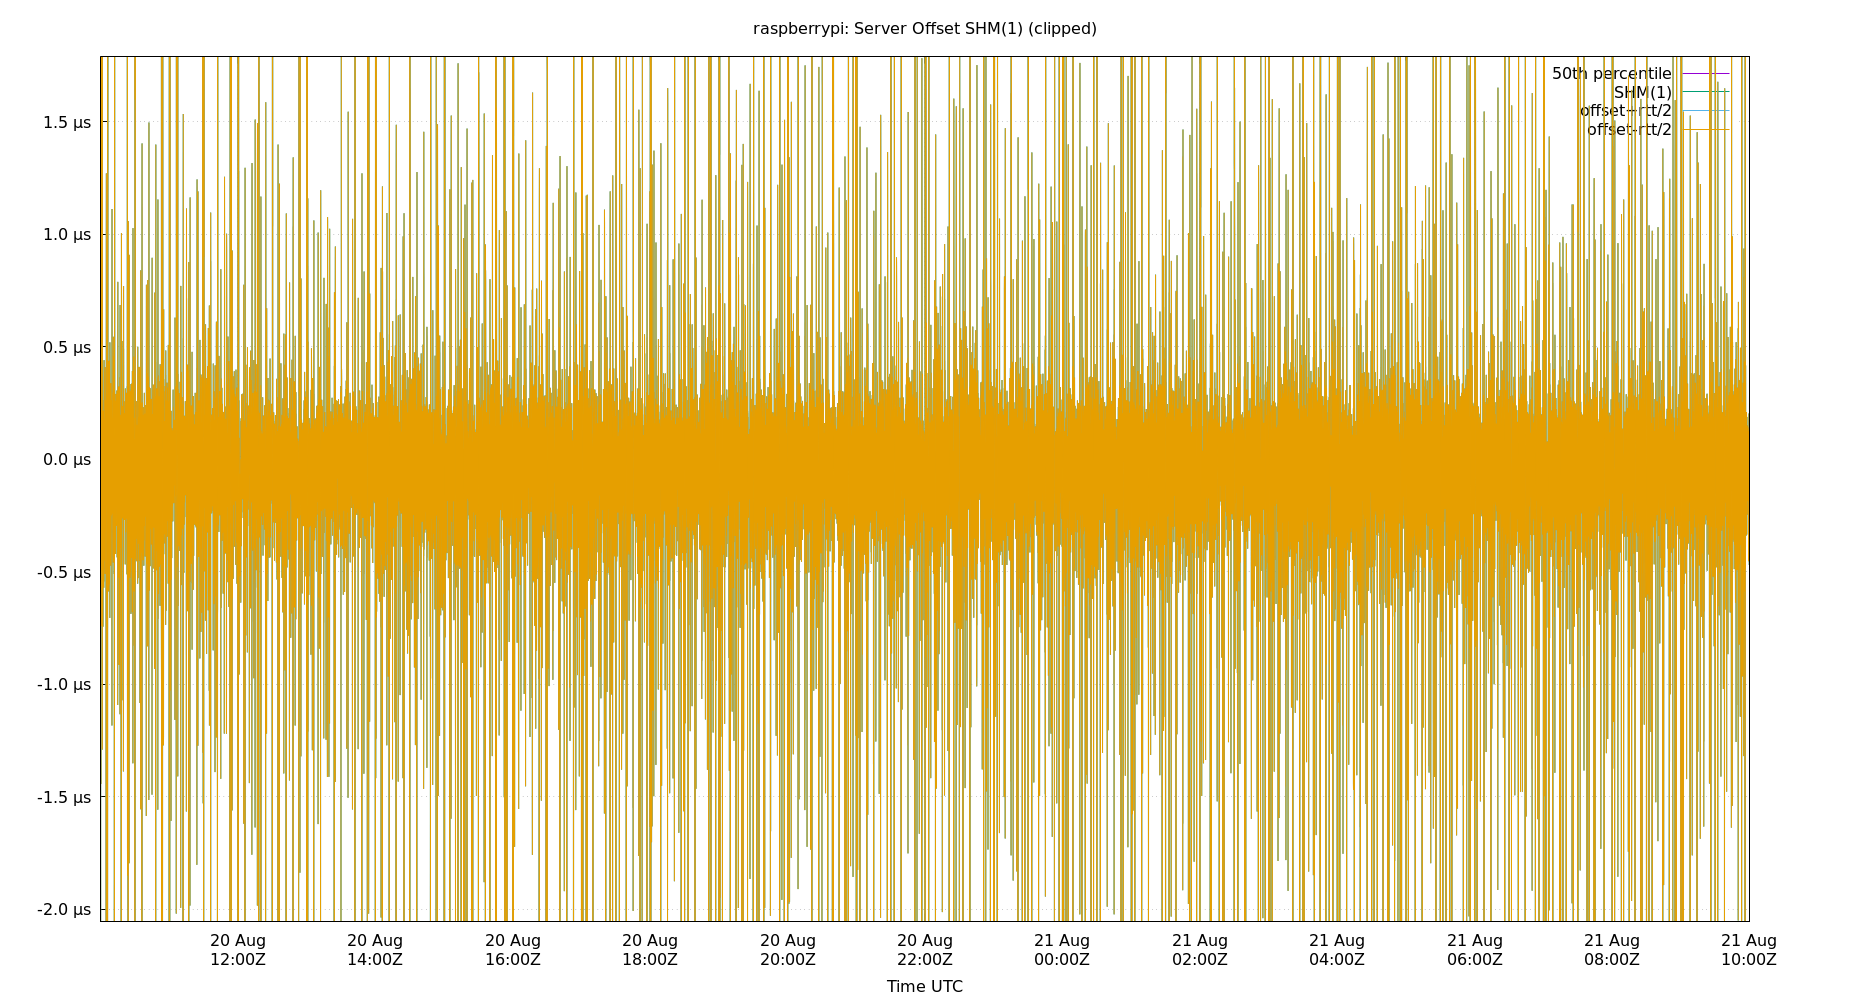 raspberrypi: Server Offset SHM(1) (clipped)
50th percentile
SHM(1)
offset+rtt/2
offset-rtt/2
1.5 µs
1.0 µs
0.5 µs
0.0 µs
-0.5 µs
-1.0 µs
-1.5 µs
-2.0 µs
20 Aug 20 Aug 20 Aug 20 Aug 20 Aug 20 Aug 21 Aug 21 Aug 21 Aug 21 Aug 21 Aug 21 Aug
12:00Z 14:00Z 16:00Z 18:00Z 20:00Z 22:00Z 00:00Z 02:00Z 04:00Z 06:00Z 08:00Z 10:00Z
Time UTC